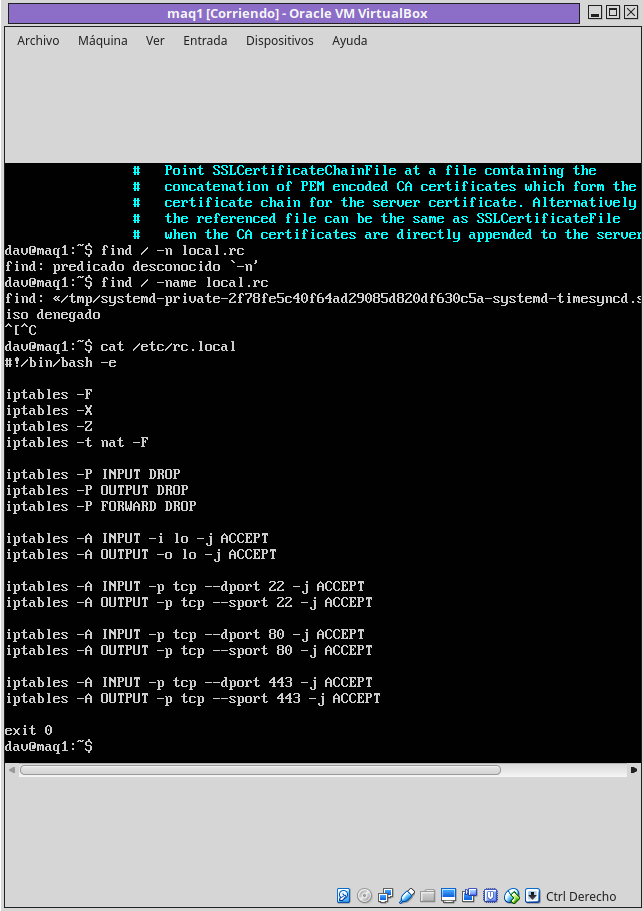 maq1 [Corriendo] - Oracle VM VirtualBox
Archivo Máquina Ver Entrada Dispositivos Ayuda
# Point SSLCertificateChainFile at a file containing the
# concatenation of PEM encoded CA certificates which form the
# certificate chain for the server certificate. Alternatively
# the referenced file can be the same as SSLCertificateFile
# when the CA certificates are directly appended to the server
dav@maq1:~$ find / -n local.rc
find: predicado desconocido `-n'
dav@maq1:~$ find / -name local.rc
find: «/tmp/systemd-private-2f78fe5c40f64ad29085d820df630c5a-systemd-timesyncd.s
iso denegado
^[^C
dav@maq1:~$ cat /etc/rc.local
#!/bin/bash -e
iptables -F
iptables -X
iptables -Z
iptables -t nat -F
iptables -P INPUT DROP
iptables -P OUTPUT DROP
iptables -P FORWARD DROP
iptables -A INPUT -i lo -j ACCEPT
iptables -A OUTPUT -o lo -j ACCEPT
iptables -A INPUT -p tcp --dport 22 -j ACCEPT
iptables -A OUTPUT -p tcp --sport 22 -j ACCEPT
iptables -A INPUT -p tcp --dport 80 -j ACCEPT
iptables -A OUTPUT -p tcp --sport 80 -j ACCEPT
iptables -A INPUT -p tcp --dport 443 -j ACCEPT
iptables -A OUTPUT -p tcp --sport 443 -j ACCEPT
exit 0
dav@maq1:~$
Ctrl Derecho